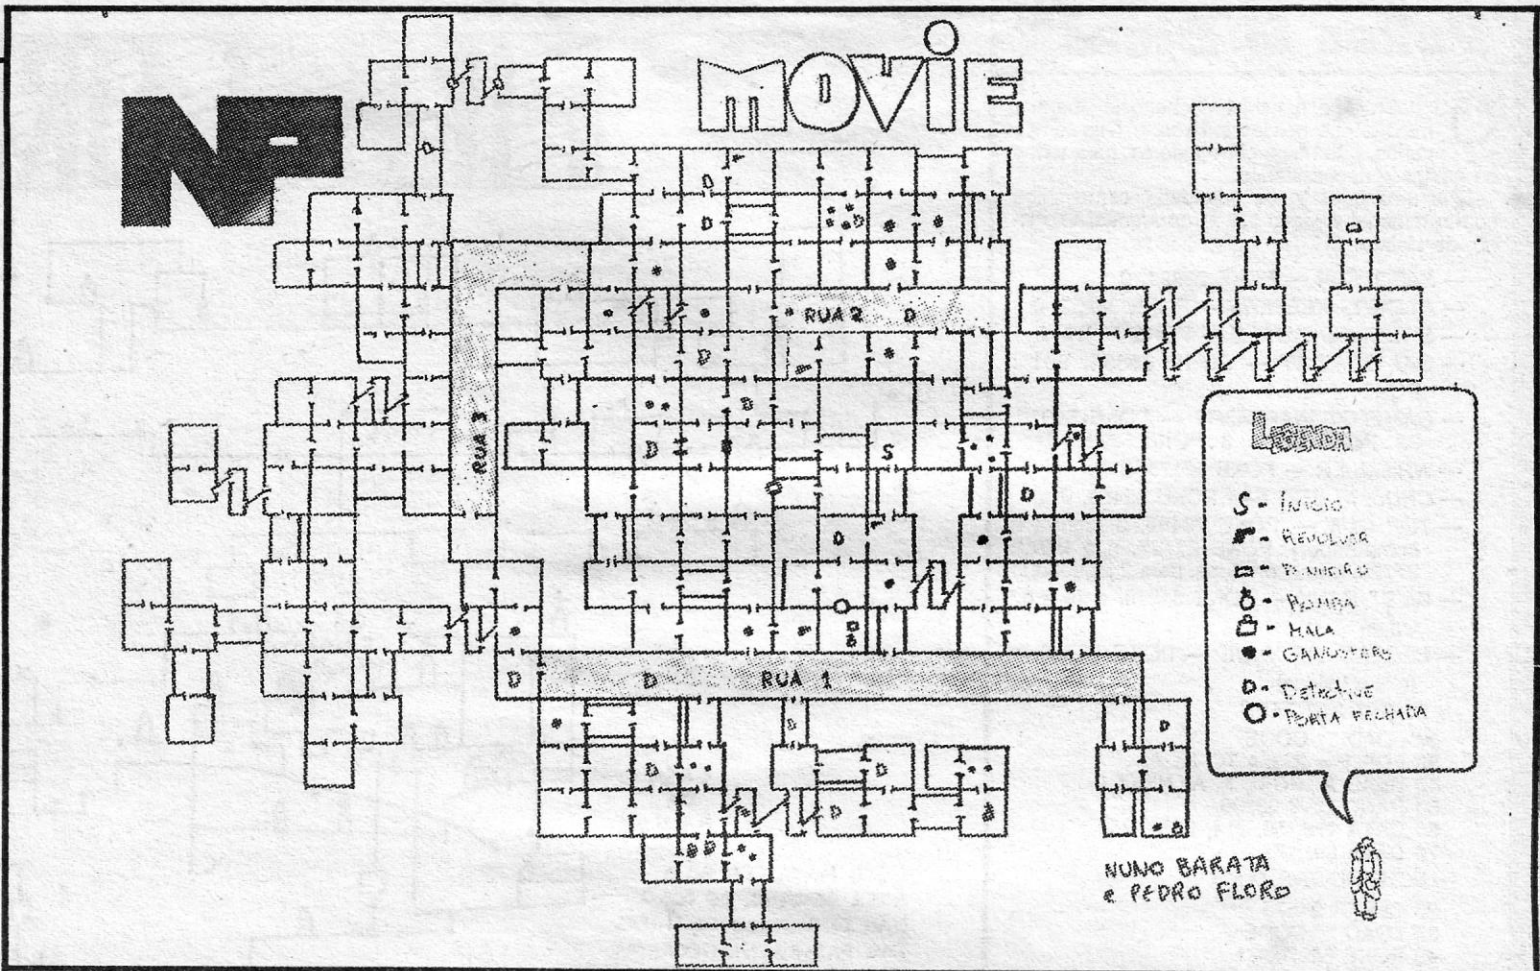 NP
MOVIE
RUA 2
RUA 3
RUA 1
LEGENDA
S - INICIO
- REVOLVER
- DINHEIRO
- BOMBA
- MALA
- GANGSTERS
D - Detective
O - PORTA FECHADA
NUNO BARATA
e PEDRO FLORO